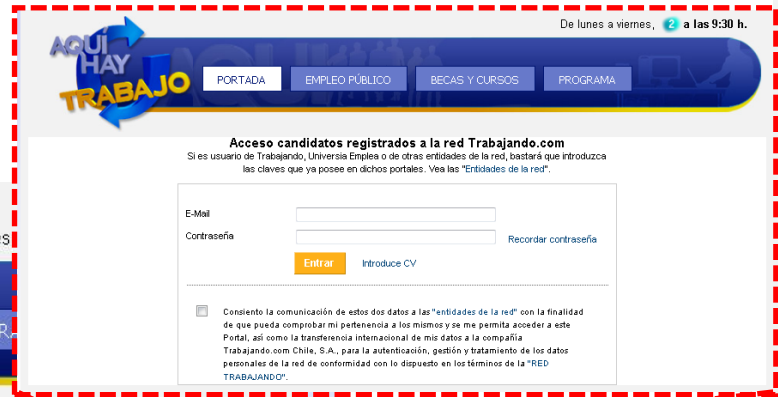 De lunes a viernes, 2 a las 9:30 h.
AQUÍ
HAY
TRABAJO
PORTADA EMPLEO PÚBLICO BECAS Y CURSOS PROGRAMA
Acceso candidatos registrados a la red Trabajando.com
Si es usuario de Trabajando, Universia Emplea o de otras entidades de la red, bastará que introduzca
las claves que ya posee en dichos portales. Vea las "Entidades de la red".
E-Mail
Contraseña Recordar contraseña
Entrar Introduce CV
Consiento la comunicación de estos dos datos a las "entidades de la red" con la finalidad
de que pueda comprobar mi pertenencia a los mismos y se me permita acceder a este
Portal, así como la transferencia internacional de mis datos a la compañía
Trabajando.com Chile, S.A., para la autenticación, gestión y tratamiento de los datos
personales de la red de conformidad con lo dispuesto en los términos de la "RED
TRABAJANDO".